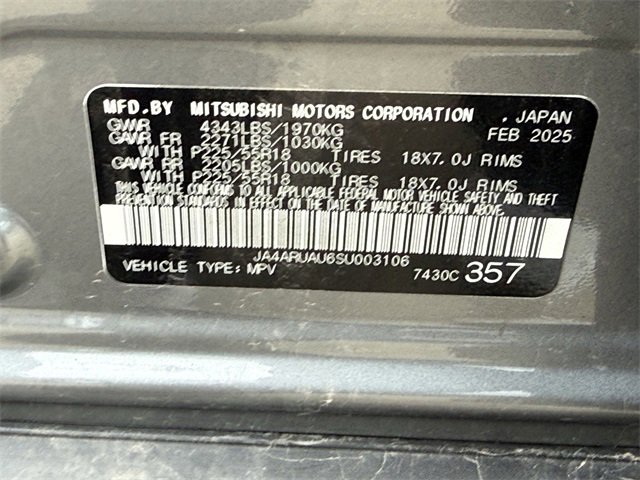 MFD.BY MITSUBISHI MOTORS CORPORATION , JAPAN
GVWR 4343LBS/1970KG FEB 2025
GAWR FR 2271LBS/1030KG
WITH P225/55R18 TIRES 18X7.0J RIMS
GAWR RR 2205LBS/1000KG
WITH P225/55R18 TIRES 18X7.0J RIMS
THIS VEHICLE CONFORMS TO ALL APPLICABLE FEDERAL MOTOR VEHICLE SAFETY AND THEFT
PREVENTION STANDARDS IN EFFECT ON THE DATE OF MANUFACTURE SHOWN ABOVE.
JA4ARUAU6SU003106
VEHICLE TYPE: MPV 7430C 357